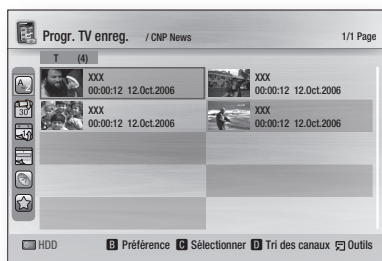 Progr. TV enreg. / CNP News 1/1 Page
T (4)
XXX
00:00:12 12.Oct.2006
XXX
00:00:12 12.Oct.2006
XXX
00:00:12 12.Oct.2006
XXX
00:00:12 12.Oct.2006
A
30
HDD B Préférence C Sélectionner D Tri des canaux Outils